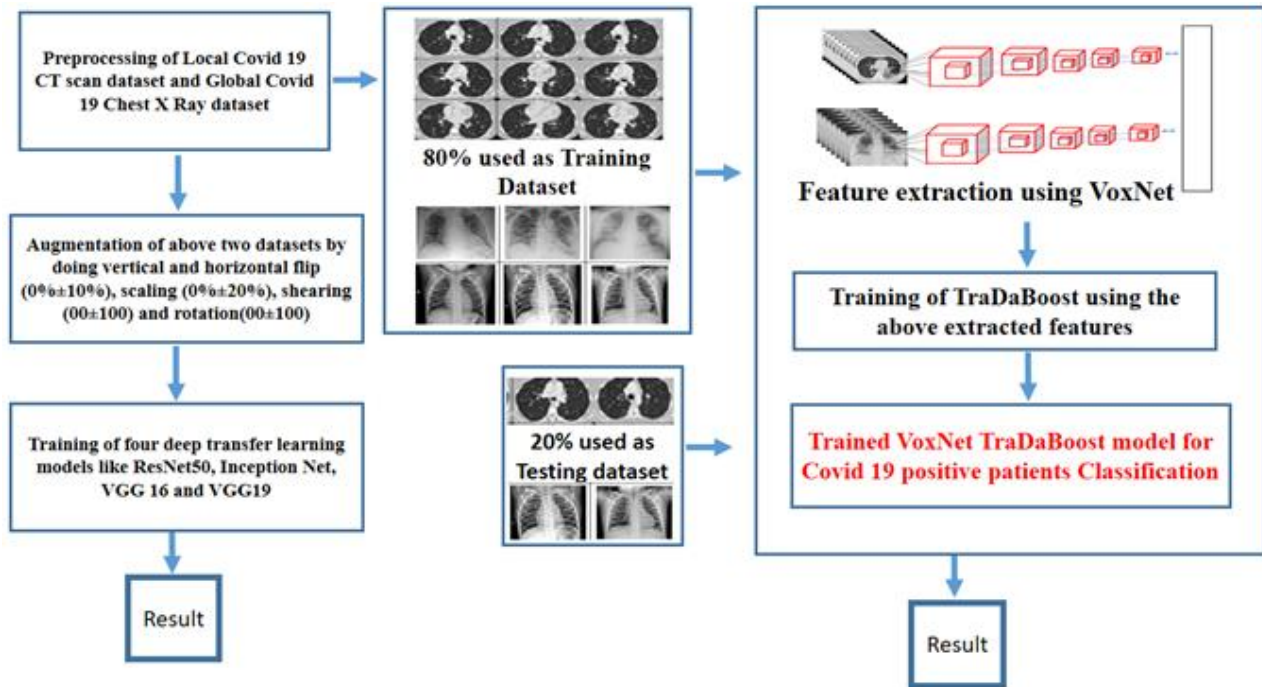 Preprocessing of Local Covid 19
CT scan dataset and Global Covid
19 Chest X Ray dataset
Augmentation of above two datasets by
doing vertical and horizontal flip
(0%±10%), scaling (0%±20%), shearing
(00±100) and rotation(00±100)
Training of four deep transfer learning
models like ResNet50, Inception Net,
VGG 16 and VGG19
Result
80% used as Training
Dataset
20% used as
Testing dataset
Feature extraction using VoxNet
Training of TraDaBoost using the
above extracted features
Trained VoxNet TraDaBoost model for
Covid 19 positive patients Classification
Result